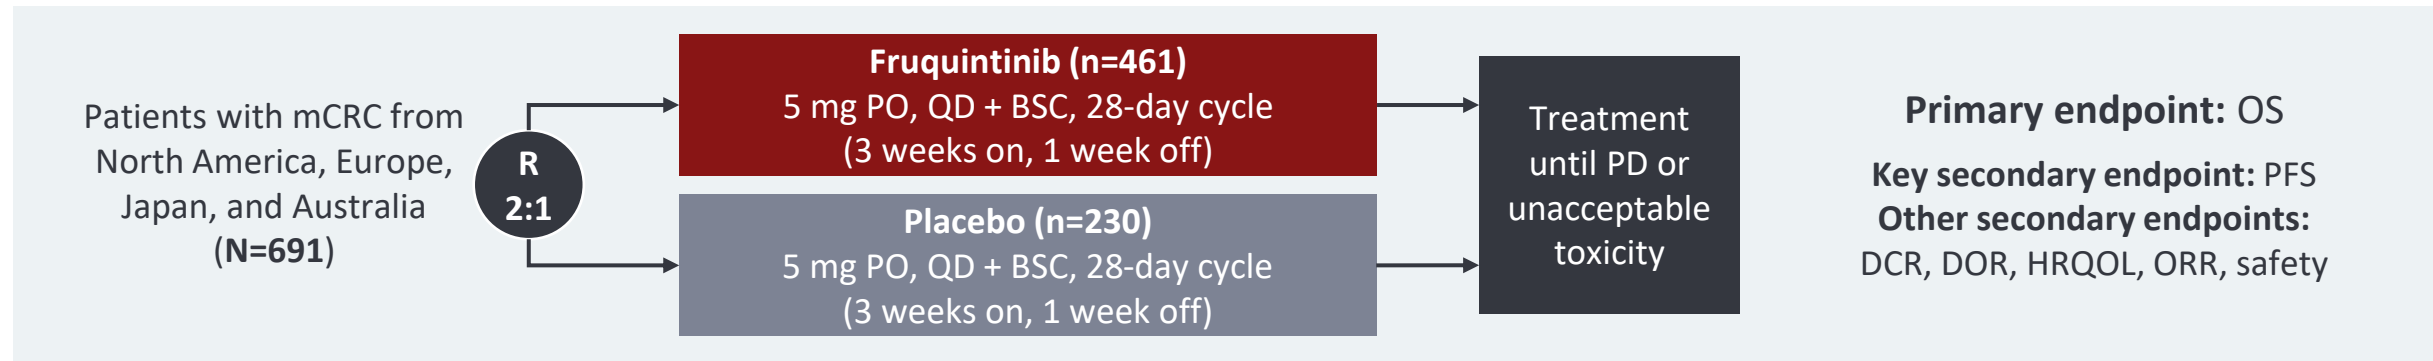 Patients with mCRC from
North America, Europe,
Japan, and Australia
(N=691)
R
2:1
Fruquintinib (n=461)
5 mg PO, QD + BSC, 28-day cycle
(3 weeks on, 1 week off)
Placebo (n=230)
5 mg PO, QD + BSC, 28-day cycle
(3 weeks on, 1 week off)
Treatment
until PD or
unacceptable
toxicity
Primary endpoint: OS
Key secondary endpoint: PFS
Other secondary endpoints:
DCR, DOR, HRQOL, ORR, safety